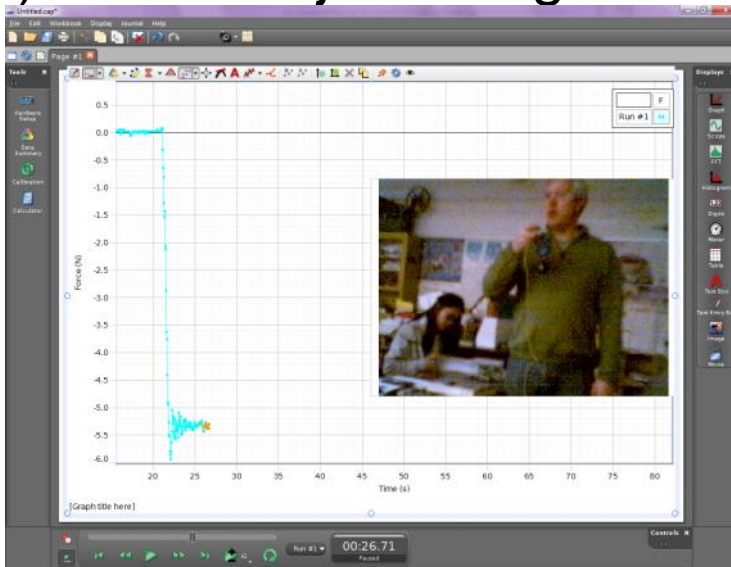 Untitled.cap*
File Edit Workbook Display Journal Help
Page #1
Tools
Displays
Hardware Setup
Data Summary
Calibration
Calculator
Graph
Scope
FFT
Histogram
Digits
Meter
Table
Text Box
Text Entry Box
Image
Movie
F
Run #1
0.5
0.0
-0.5
-1.0
-1.5
-2.0
-2.5
-3.0
-3.5
-4.0
-4.5
-5.0
-5.5
-6.0
Force (N)
20 25 30 35 40 45 50 55 60 65 70 75 80
Time (s)
[Graph title here]
Run #1
00:26.71
Paused
Controls